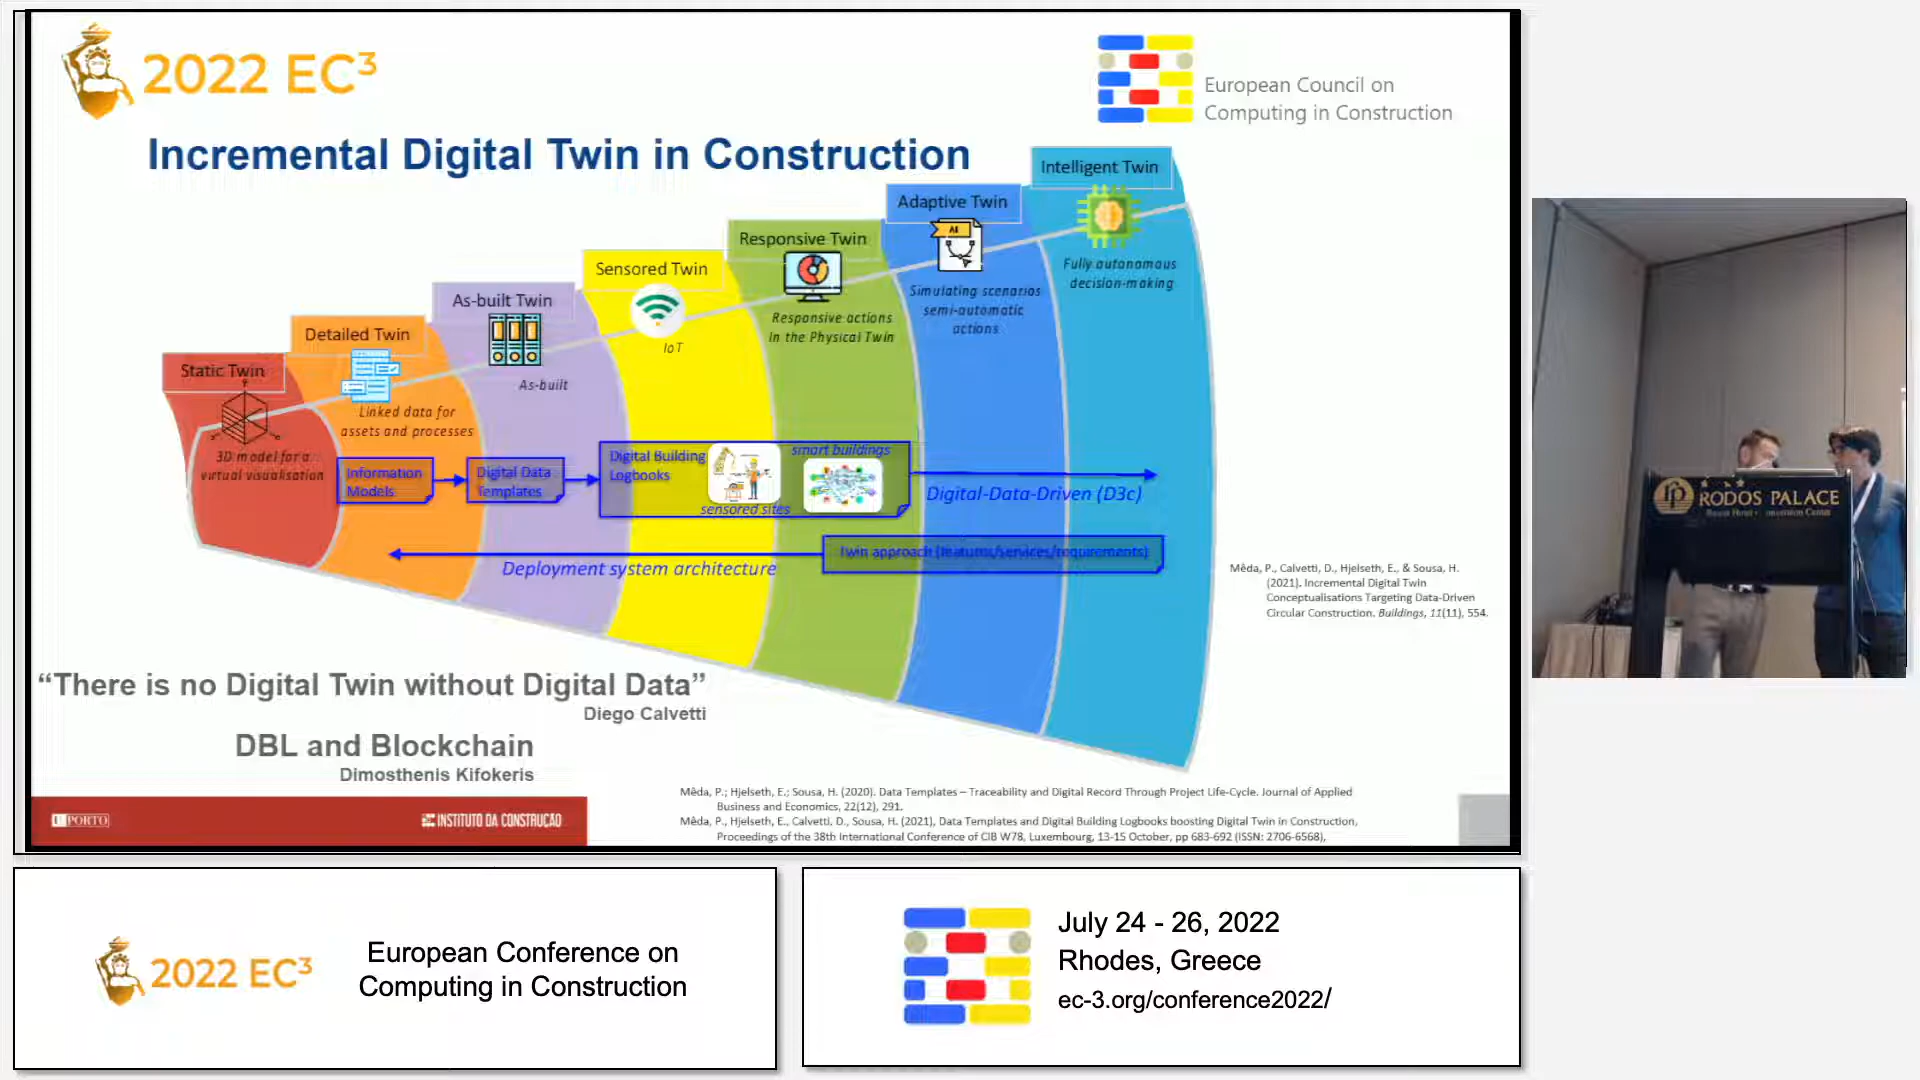 2022 EC³
European Council on
Computing in Construction
Incremental Digital Twin in Construction
Intelligent Twin
Fully autonomous
decision-making
Adaptive Twin
AI
Simulating scenarios
semi-automatic
actions
Responsive Twin
Responsive actions
in the Physical Twin
Sensored Twin
IoT
As-built Twin
As-built
Detailed Twin
Linked data for
assets and processes
Static Twin
3D model for a
virtual visualisation
Information
Models
Digital Data
Templates
Digital Building
Logbooks
smart buildings
sensored sites
Digital-Data-Driven (D3c)
Twin approach (features/services/requirements)
Deployment system architecture
Mêda, P., Calvetti, D., Hjelseth, E., & Sousa, H.
(2021). Incremental Digital Twin
Conceptualisations Targeting Data-Driven
Circular Construction. Buildings, 11(11), 554.
“There is no Digital Twin without Digital Data”
Diego Calvetti
DBL and Blockchain
Dimosthenis Kifokeris
U.PORTO
INSTITUTO DA CONSTRUÇÃO
Mêda, P.; Hjelseth, E.; Sousa, H. (2020). Data Templates – Traceability and Digital Record Through Project Life-Cycle. Journal of Applied
Business and Economics, 22(12), 291.
Mêda, P., Hjelseth, E., Calvetti, D., Sousa, H. (2021), Data Templates and Digital Building Logbooks boosting Digital Twin in Construction,
Proceedings of the 38th International Conference of CIB W78, Luxembourg, 13-15 October, pp 683-692 (ISSN: 2706-6568),
RODOS PALACE
2022 EC³
European Conference on
Computing in Construction
July 24 - 26, 2022
Rhodes, Greece
ec-3.org/conference2022/